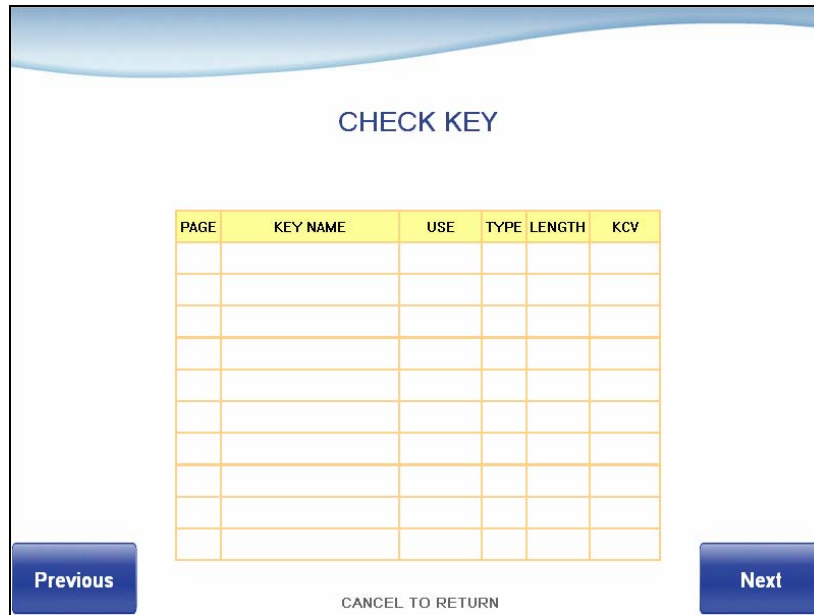 CHECK KEY
PAGE KEY NAME USE TYPE LENGTH KCV
Previous
Next
CANCEL TO RETURN